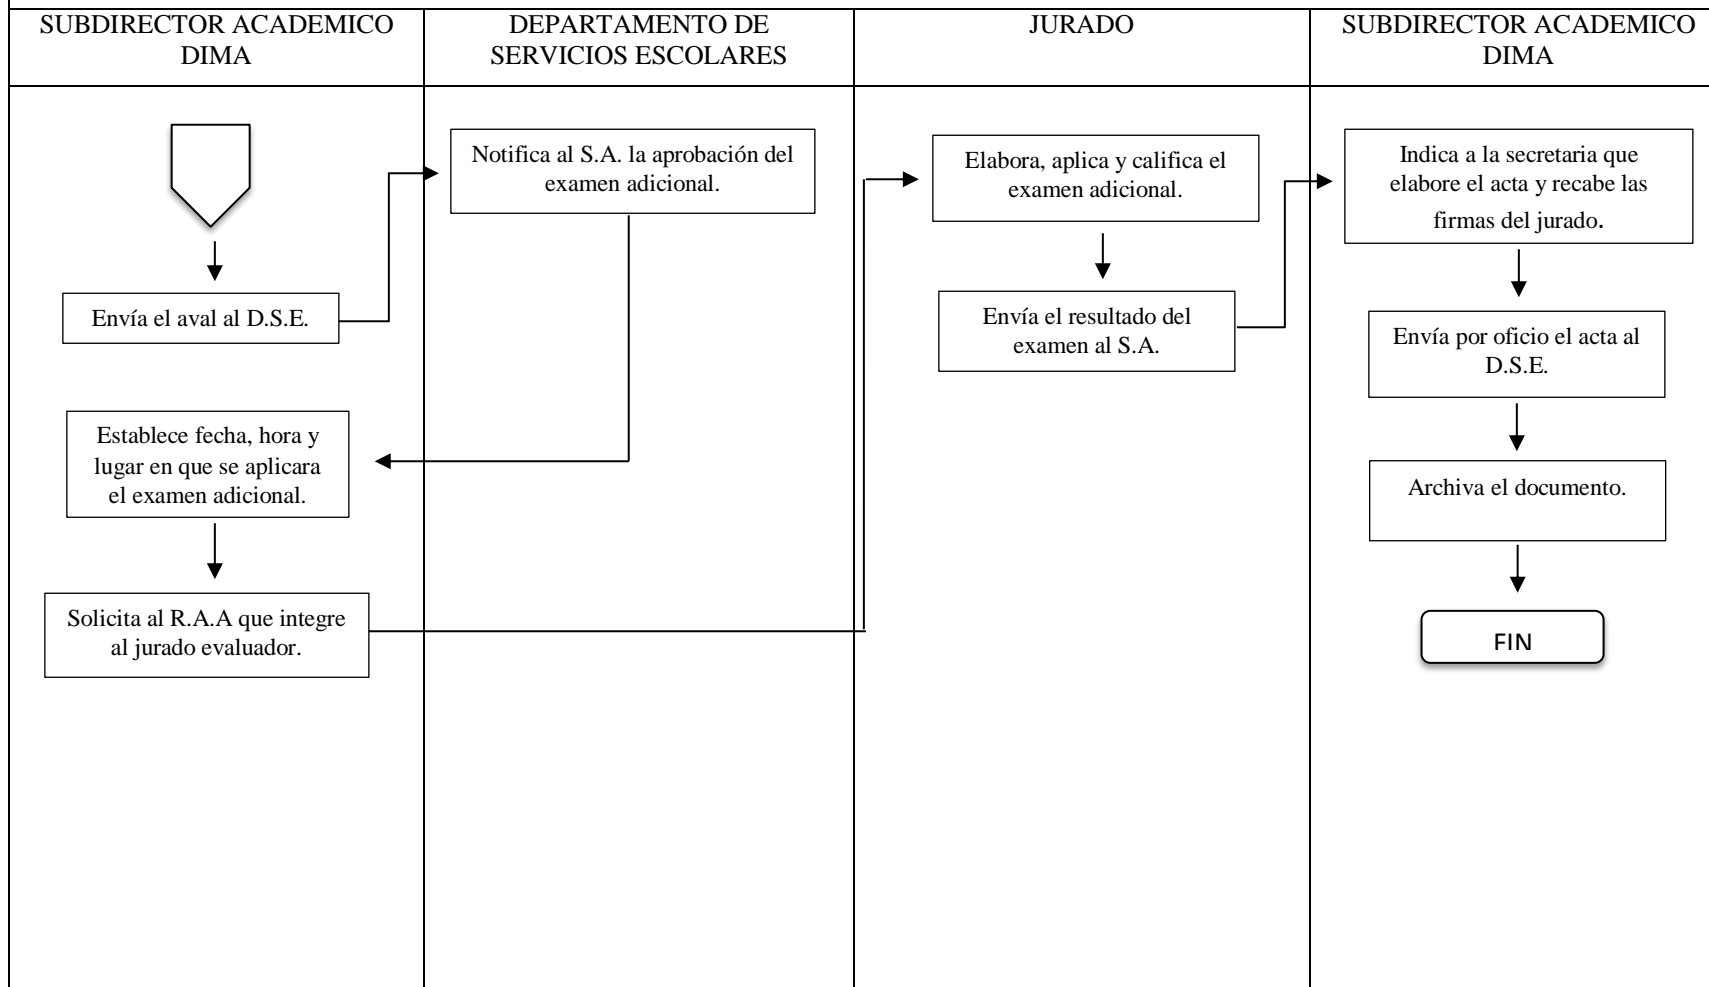 SUBDIRECTOR ACADEMICO
DIMA
DEPARTAMENTO DE
SERVICIOS ESCOLARES
JURADO
SUBDIRECTOR ACADEMICO
DIMA
Envía el aval al D.S.E.
Notifica al S.A. la aprobación del
examen adicional.
Establece fecha, hora y
lugar en que se aplicara
el examen adicional.
Solicita al R.A.A que integre
al jurado evaluador.
Elabora, aplica y califica el
examen adicional.
Envía el resultado del
examen al S.A.
Indica a la secretaria que
elabore el acta y recabe las
firmas del jurado.
Envía por oficio el acta al
D.S.E.
Archiva el documento.
FIN